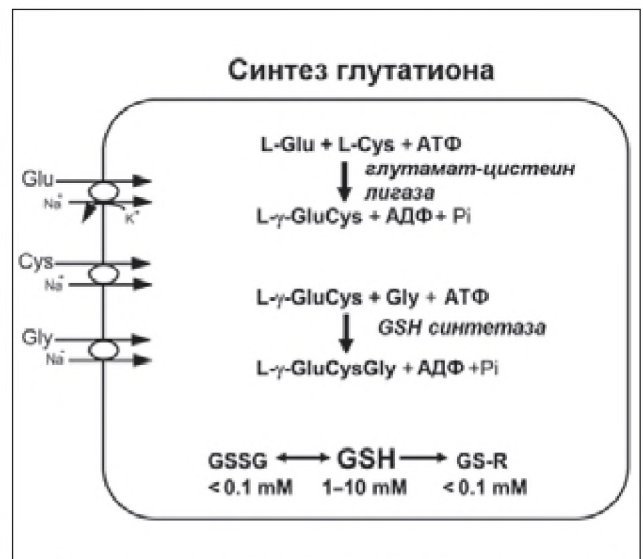 Синтез глутатиона
L-Glu + L-Cys + АТФ
глутамат-цистеин
лигаза
L-γ-GluCys + АДФ + Pi
Glu
Na⁺
K⁺
Cys
Na⁺
L-γ-GluCys + Gly + АТФ
GSH синтетаза
L-γ-GluCysGly + АДФ +Pi
Gly
Na⁻
GSSG ⟷ GSH → GS-R
< 0.1 mM 1–10 mM < 0.1 mM